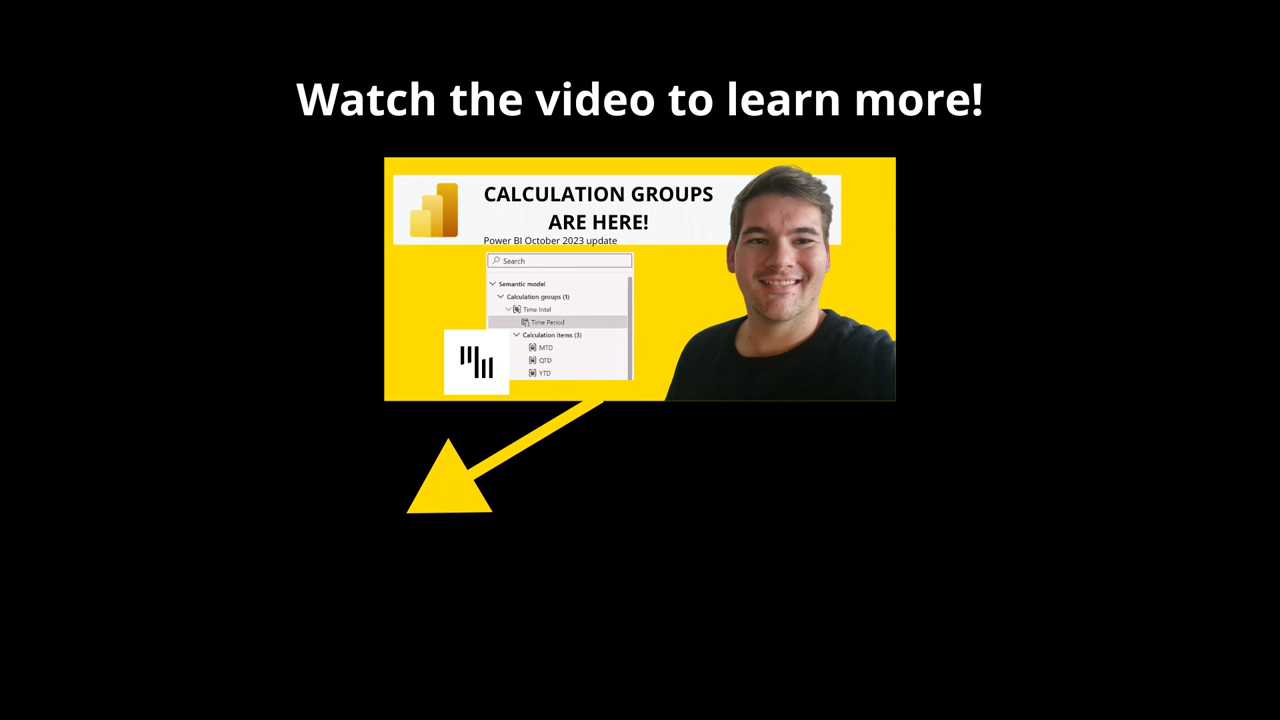 Watch the video to learn more!
CALCULATION GROUPS
ARE HERE!
Power BI October 2023 update
Search
Semantic model
Calculation groups (1)
Time Intel
Time Period
Calculation items (3)
MTD
QTD
YTD